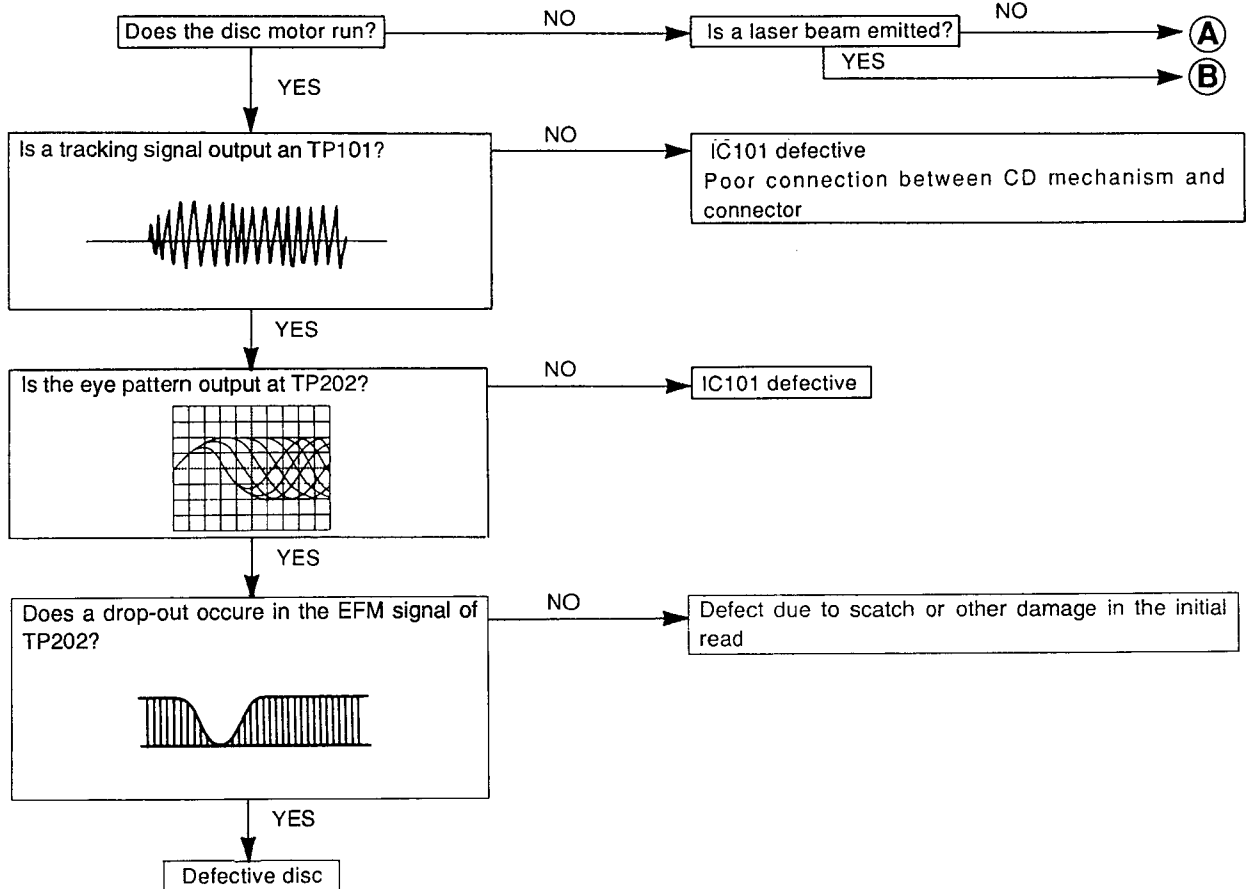 Does the disc motor run?
NO
Is a laser beam emitted?
NO
A
YES
B
YES
Is a tracking signal output an TP101?
NO
IC101 defective
Poor connection between CD mechanism and
connector
YES
Is the eye pattern output at TP202?
NO
IC101 defective
YES
Does a drop-out occure in the EFM signal of
TP202?
NO
Defect due to scatch or other damage in the initial
read
YES
Defective disc